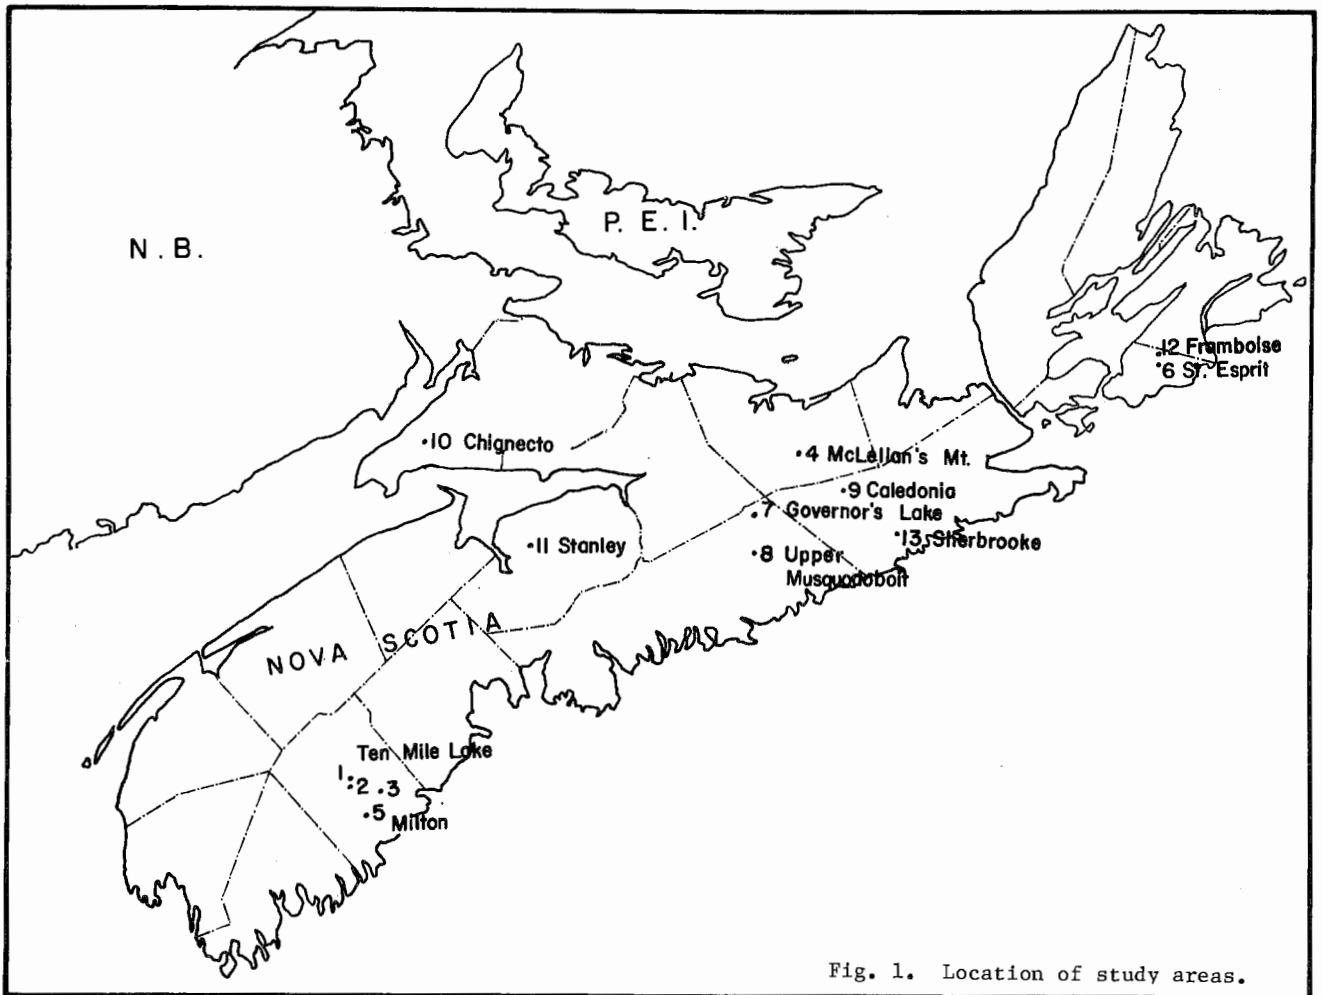 N.B.
P. E. I.
.12 Framboise
•6 St. Esprit
•10 Chignecto
•4 McLellan's Mt.
•9 Caledonia
.7 Governor's Lake
•13 Sherbrooke
•11 Stanley
•8 Upper
Musquodoboit
NOVA SCOTIA
Ten Mile Lake
1.
•2 .3
•5 Milton
Fig. 1. Location of study areas.